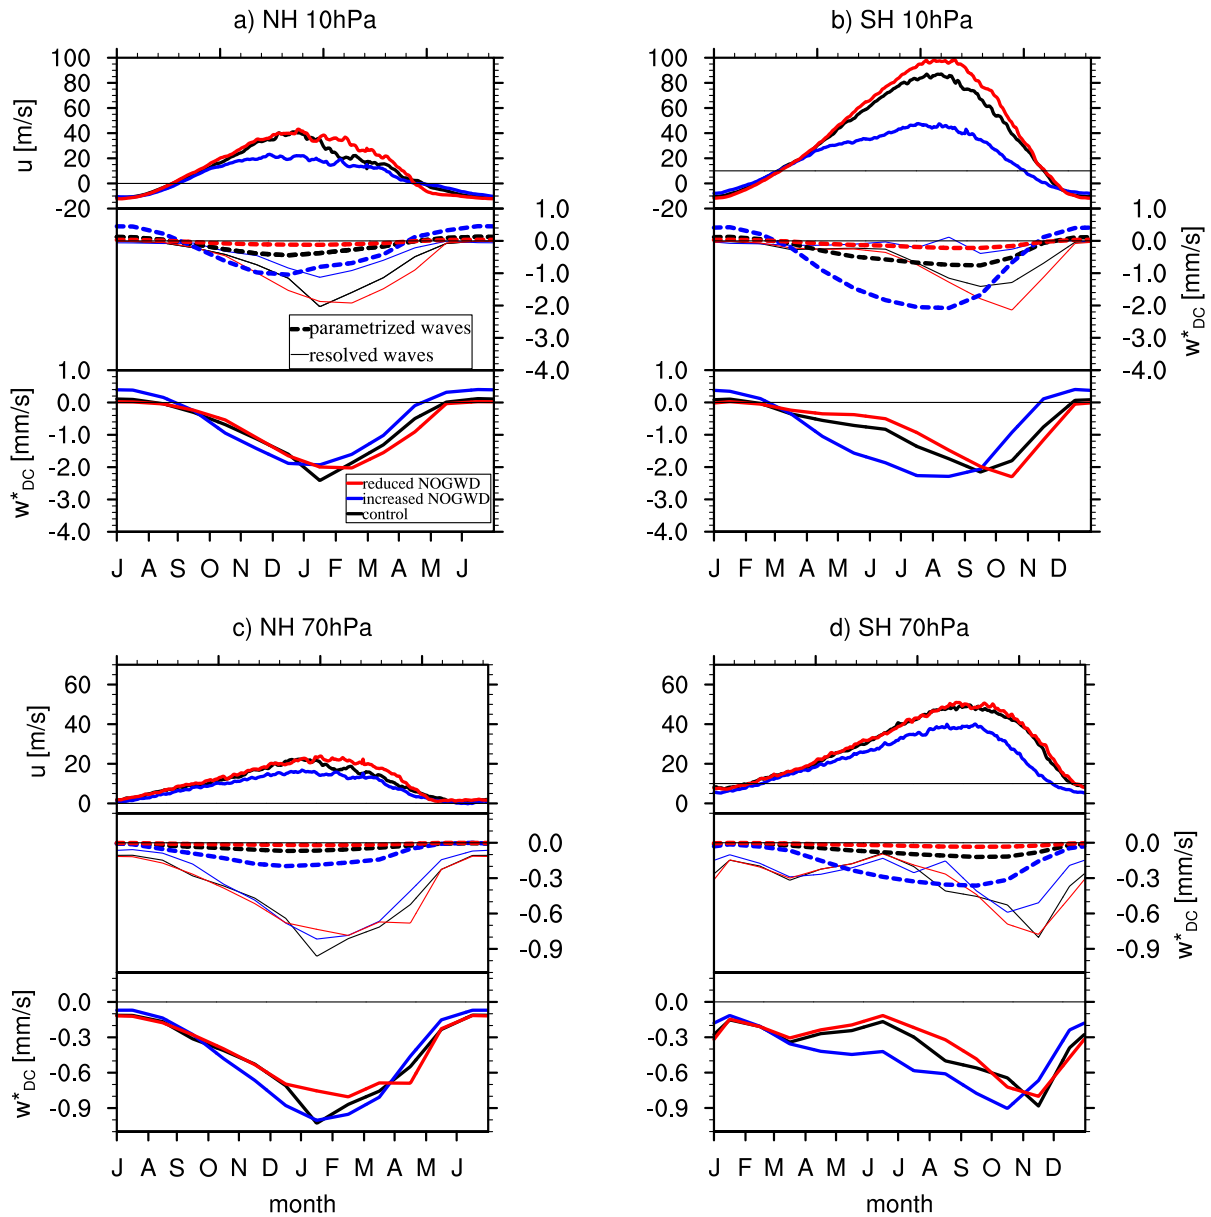 a) NH 10hPa
b) SH 10hPa
u [m/s]
100
80
60
40
20
0
-20
100
80
60
40
20
0
-20
1.0
0.0
-1.0
-2.0
-3.0
-4.0
1.0
0.0
-1.0
-2.0
-3.0
-4.0
w*DC [mm/s]
parametrized waves
resolved waves
w*DC [mm/s]
1.0
0.0
-1.0
-2.0
-3.0
-4.0
1.0
0.0
-1.0
-2.0
-3.0
-4.0
reduced NOGWD
increased NOGWD
control
J A S O N D J F M A M J
J F M A M J J A S O N D
c) NH 70hPa
d) SH 70hPa
u [m/s]
60
40
20
0
60
40
20
0
0.0
-0.3
-0.6
-0.9
0.0
-0.3
-0.6
-0.9
w*DC [mm/s]
w*DC [mm/s]
0.0
-0.3
-0.6
-0.9
0.0
-0.3
-0.6
-0.9
J A S O N D J F M A M J
J F M A M J J A S O N D
month
month